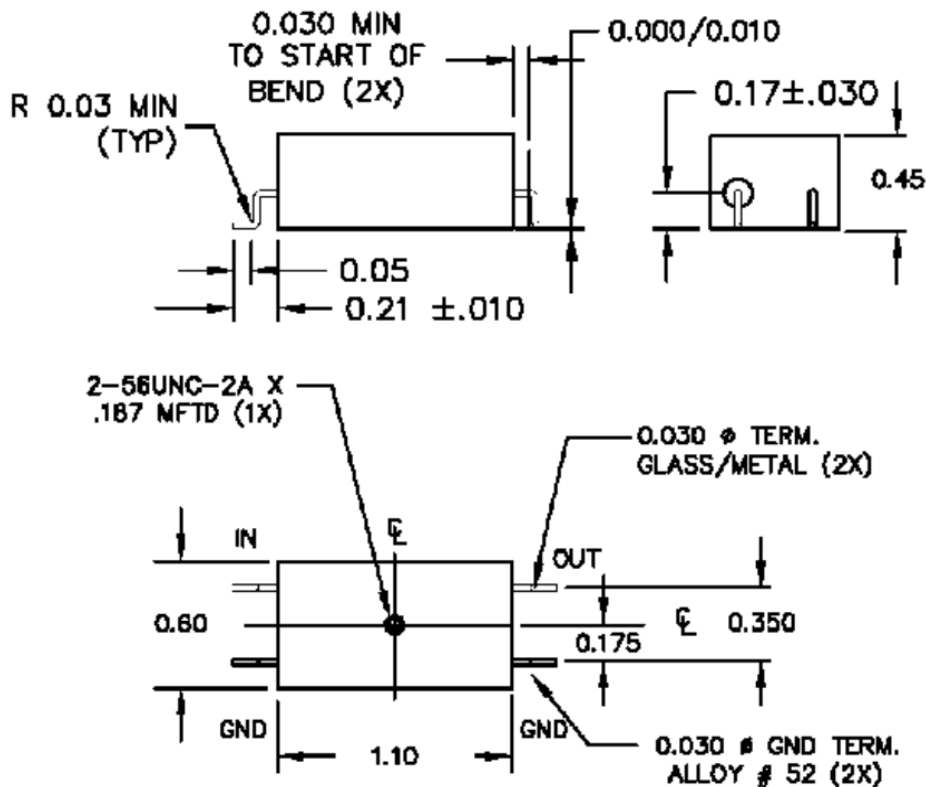 0.030 MIN
TO START OF
BEND (2X)
0.000/0.010
R 0.03 MIN
(TYP)
0.17±.030
0.45
0.05
0.21 ±.010
2-56UNC-2A X
.187 MFTD (1X)
0.030 ø TERM.
GLASS/METAL (2X)
IN
℄
OUT
0.60
0.175
℄
0.350
GND
GND
1.10
0.030 ø GND TERM.
ALLOY # 52 (2X)